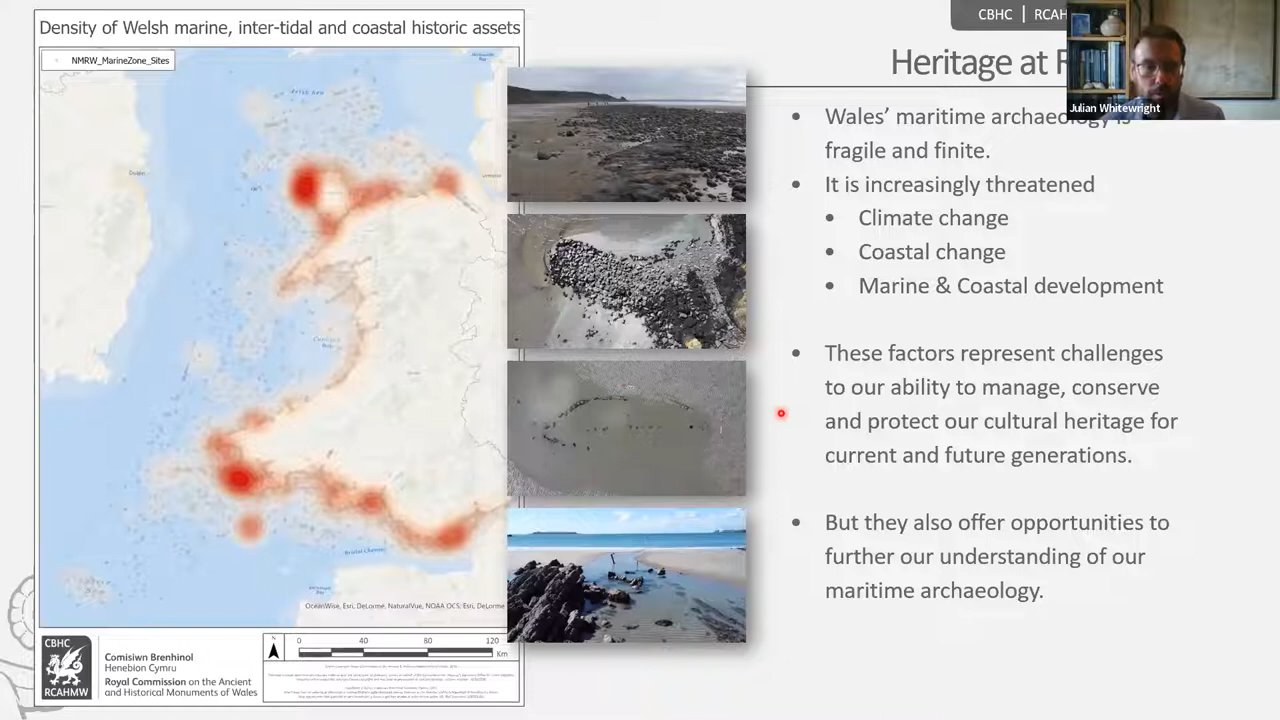 Density of Welsh marine, inter-tidal and coastal historic assets
NMRW_MarineZone_Sites
OceanWise, Esri, DeLorme, NaturalVue, NOAA OCS, Esri, DeLorme
CBHC
RCAHMW
Comisiwn Brenhinol
Henebion Cymru
Royal Commission on the Ancient
and Historical Monuments of Wales
N
0 40 80 120
Km
CBHC | RCAH
Julian Whitewright
Heritage at R
• Wales’ maritime archaeology is
fragile and finite.
• It is increasingly threatened
• Climate change
• Coastal change
• Marine & Coastal development
• These factors represent challenges
to our ability to manage, conserve
and protect our cultural heritage for
current and future generations.
• But they also offer opportunities to
further our understanding of our
maritime archaeology.